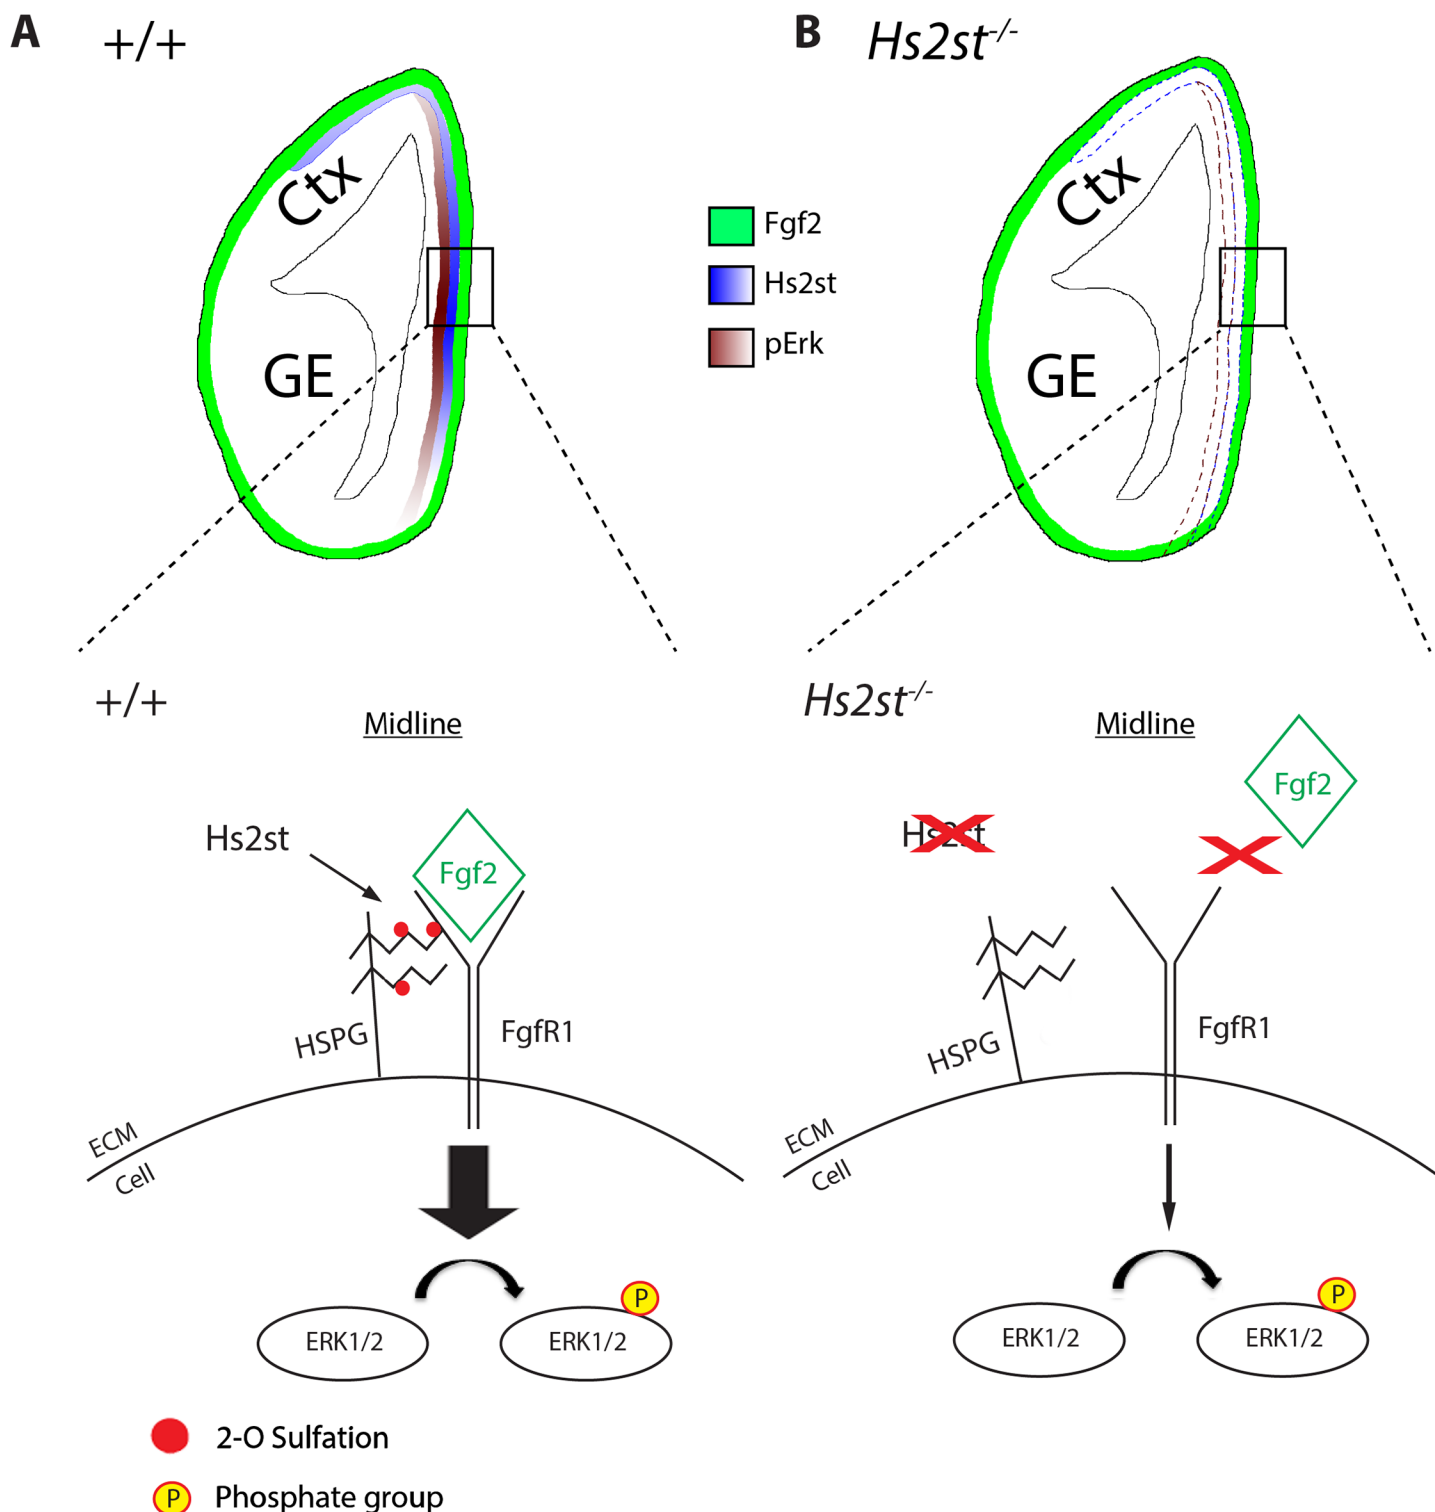 A +/+
B Hs2st-/-
Ctx
GE
Fgf2
Hs2st
pErk
Ctx
GE
+/+
Midline
Hs2st
Fgf2
HSPG
FgfR1
ECM
Cell
ERK1/2
ERK1/2
P
2-O Sulfation
P Phosphate group
Hs2st-/-
Midline
Fgf2
Hs2st
HSPG
FgfR1
ECM
Cell
ERK1/2
ERK1/2
P